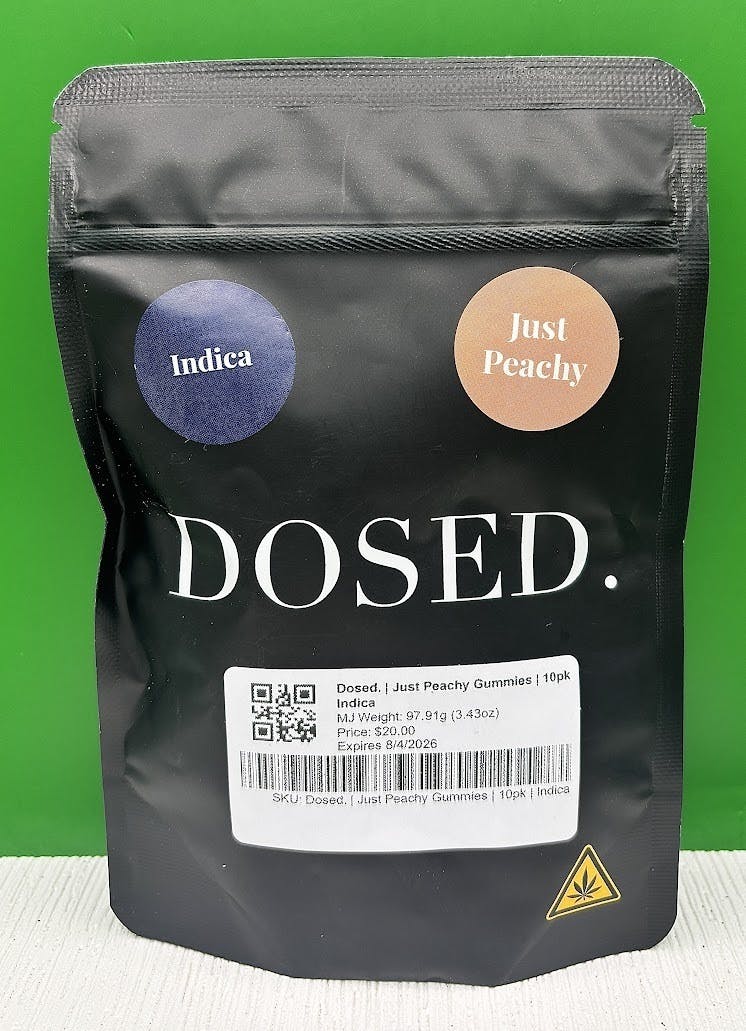 Indica
Just
Peachy
DOSED.
Dosed. | Just Peachy Gummies | 10pk
Indica
MJ Weight: 97.91g (3.43oz)
Price: $20.00
Expires 8/4/2026
SKU: Dosed. | Just Peachy Gummies | 10pk | Indica